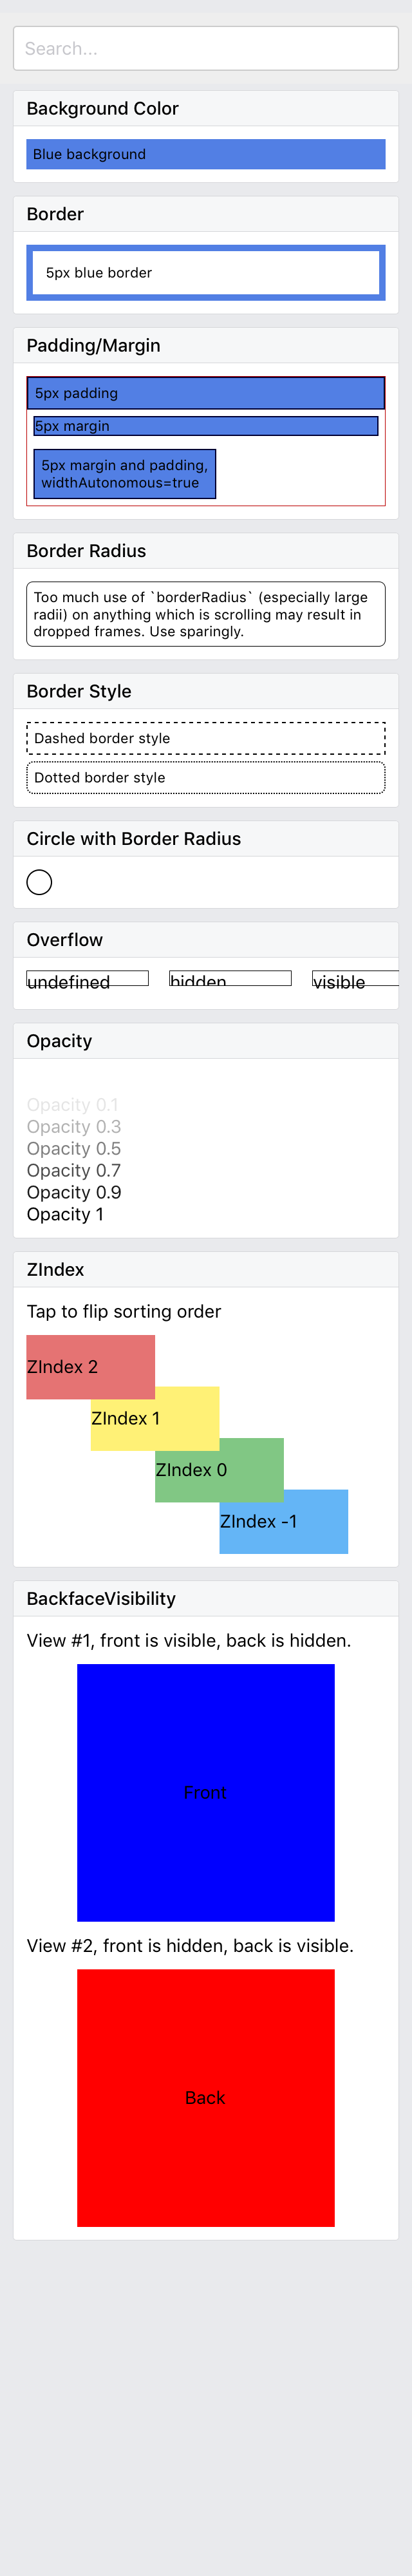 Search...
Background Color
Blue background
Border
5px blue border
Padding/Margin
5px padding
5px margin
5px margin and padding,
widthAutonomous=true
Border Radius
Too much use of `borderRadius` (especially large
radii) on anything which is scrolling may result in
dropped frames. Use sparingly.
Border Style
Dashed border style
Dotted border style
Circle with Border Radius
Overflow
undefined hidden visible
Opacity
Opacity 0.1
Opacity 0.3
Opacity 0.5
Opacity 0.7
Opacity 0.9
Opacity 1
ZIndex
Tap to flip sorting order
ZIndex 2
ZIndex 1
ZIndex 0
ZIndex -1
BackfaceVisibility
View #1, front is visible, back is hidden.
Front
View #2, front is hidden, back is visible.
Back